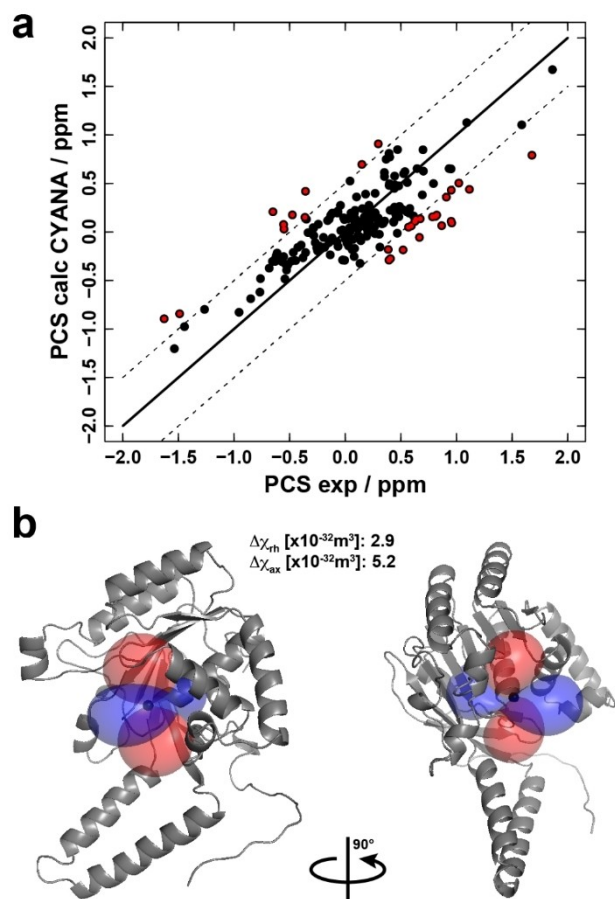 a
PCS calc CYANA / ppm
2.0
1.5
1.0
0.5
0.0
−0.5
−1.0
−1.5
−2.0
−2.0 −1.5 −1.0 −0.5 0.0 0.5 1.0 1.5 2.0
PCS exp / ppm
b
Δχrh [x10⁻³²m³]: 2.9
Δχax [x10⁻³²m³]: 5.2
90°